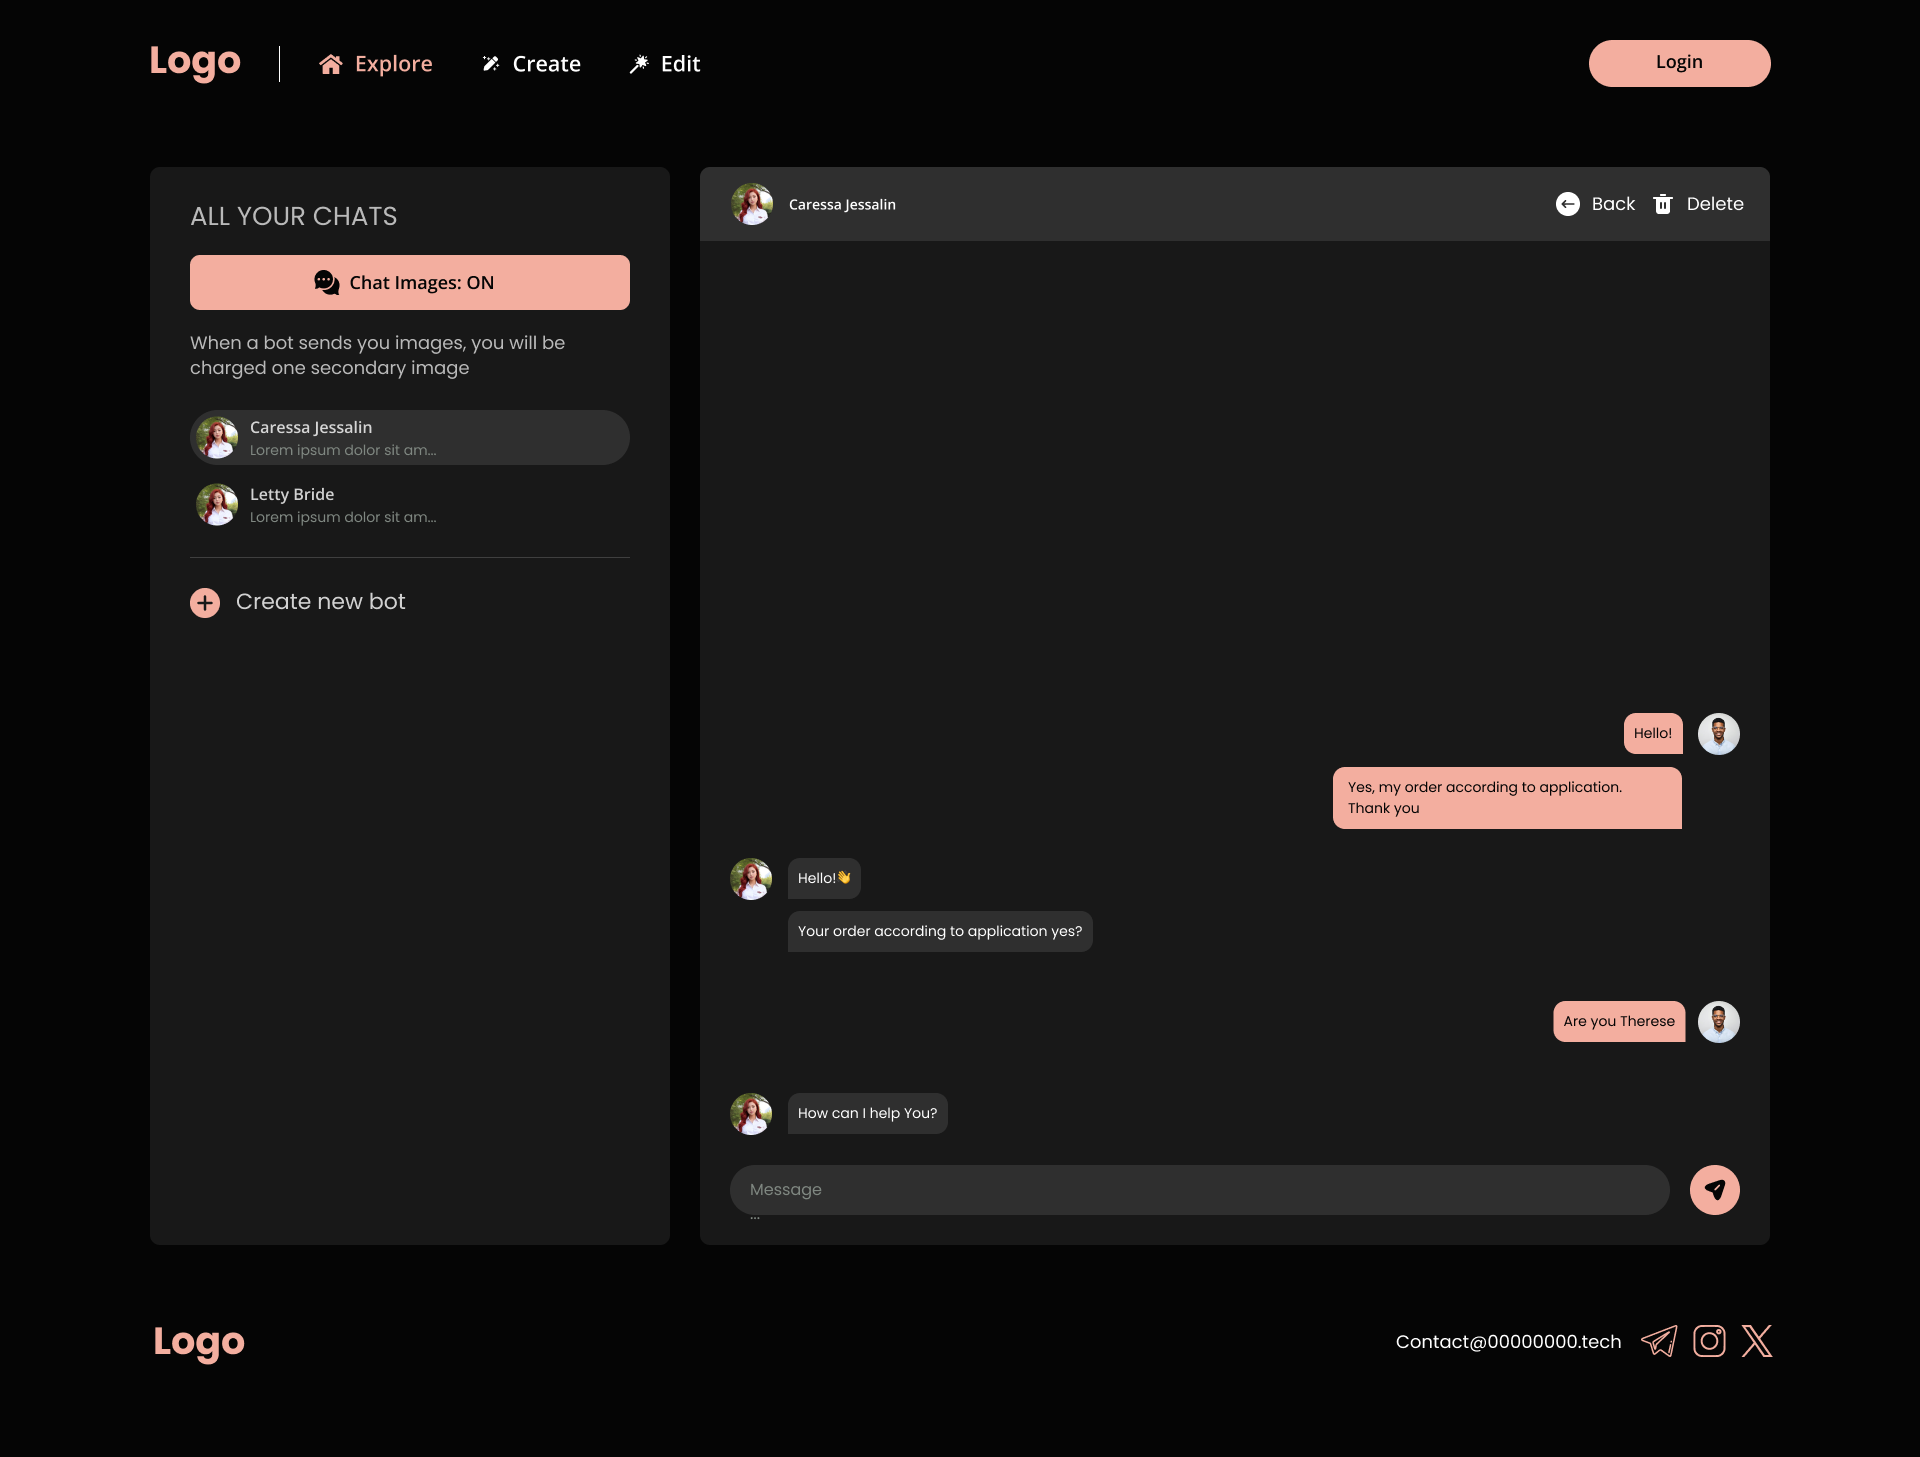 Logo
Explore
Create
Edit
Login
ALL YOUR CHATS
Chat Images: ON
When a bot sends you images, you will be
charged one secondary image
Caressa Jessalin
Lorem ipsum dolor sit am...
Letty Bride
Lorem ipsum dolor sit am...
Create new bot
Caressa Jessalin
Back
Delete
Hello!
Yes, my order according to application.
Thank you
Hello!👋
Your order according to application yes?
Are you Therese
How can I help You?
Message
...
Logo
Contact@00000000.tech